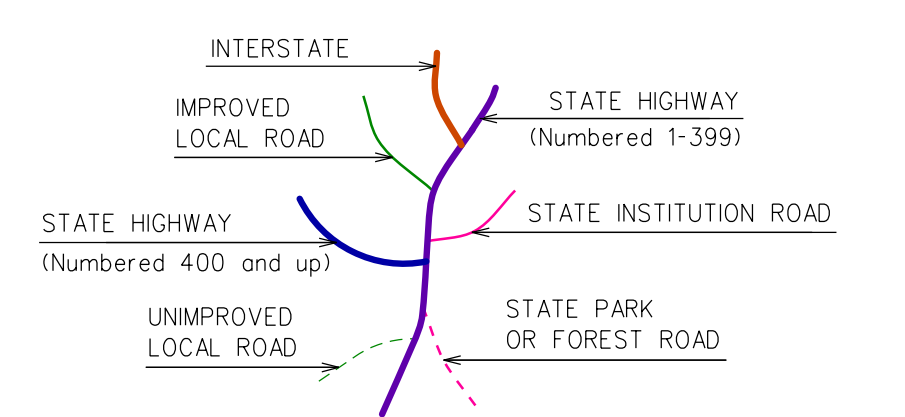 INTERSTATE
IMPROVED
LOCAL ROAD
STATE HIGHWAY
(Numbered 1-399)
STATE HIGHWAY
(Numbered 400 and up)
STATE INSTITUTION ROAD
UNIMPROVED
LOCAL ROAD
STATE PARK
OR FOREST ROAD